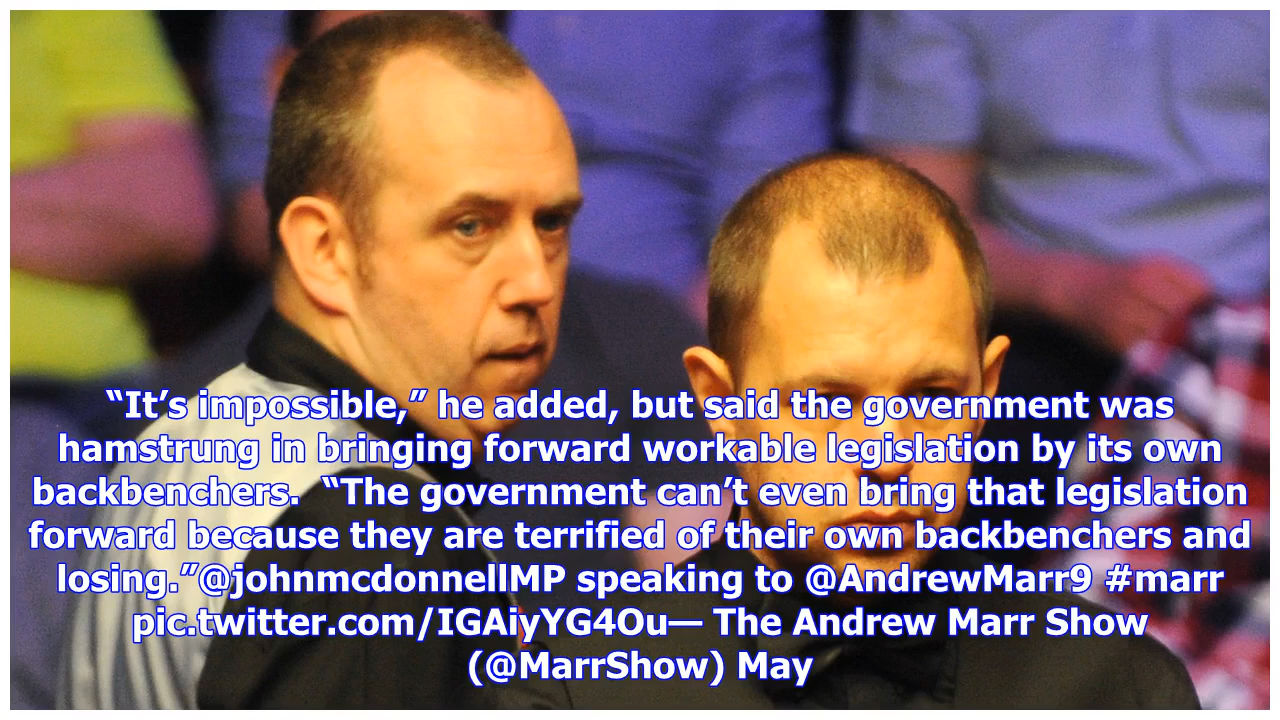 “It’s impossible,” he added, but said the government was
hamstrung in bringing forward workable legislation by its own
backbenchers.  “The government can’t even bring that legislation
forward because they are terrified of their own backbenchers and
losing.”@johnmcdonnellMP speaking to @AndrewMarr9 #marr
pic.twitter.com/IGAiyYG4Ou— The Andrew Marr Show
(@MarrShow) May